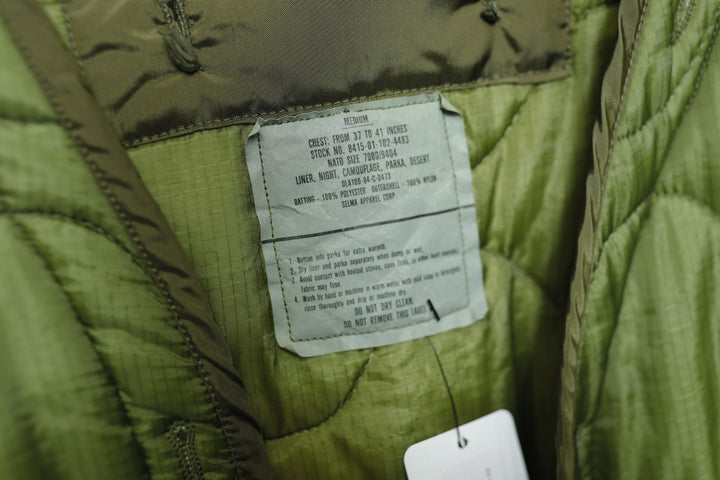 MEDIUM
CHEST: FROM 37 TO 41 INCHES
STOCK NO. 8415-01-102-4483
NATO SIZE 7080/9404
LINER, NIGHT, CAMOUFLAGE, PARKA, DESERT
DLA100-84-C-0473
BATTING - 100% POLYESTER OUTERSHELL - 100% NYLON
SELMA APPAREL CORP.
1 Button into parka for extra warmth.
2. Dry liner and parka separately when damp or wet.
3. Avoid contact with heated stoves, open fires, or other heat sources;
fabric may fuse.
4. Wash by hand or machine in warm water with mild soap or detergent,
rinse thoroughly and drip or machine dry.
DO NOT DRY CLEAN
DO NOT REMOVE THIS LABEL